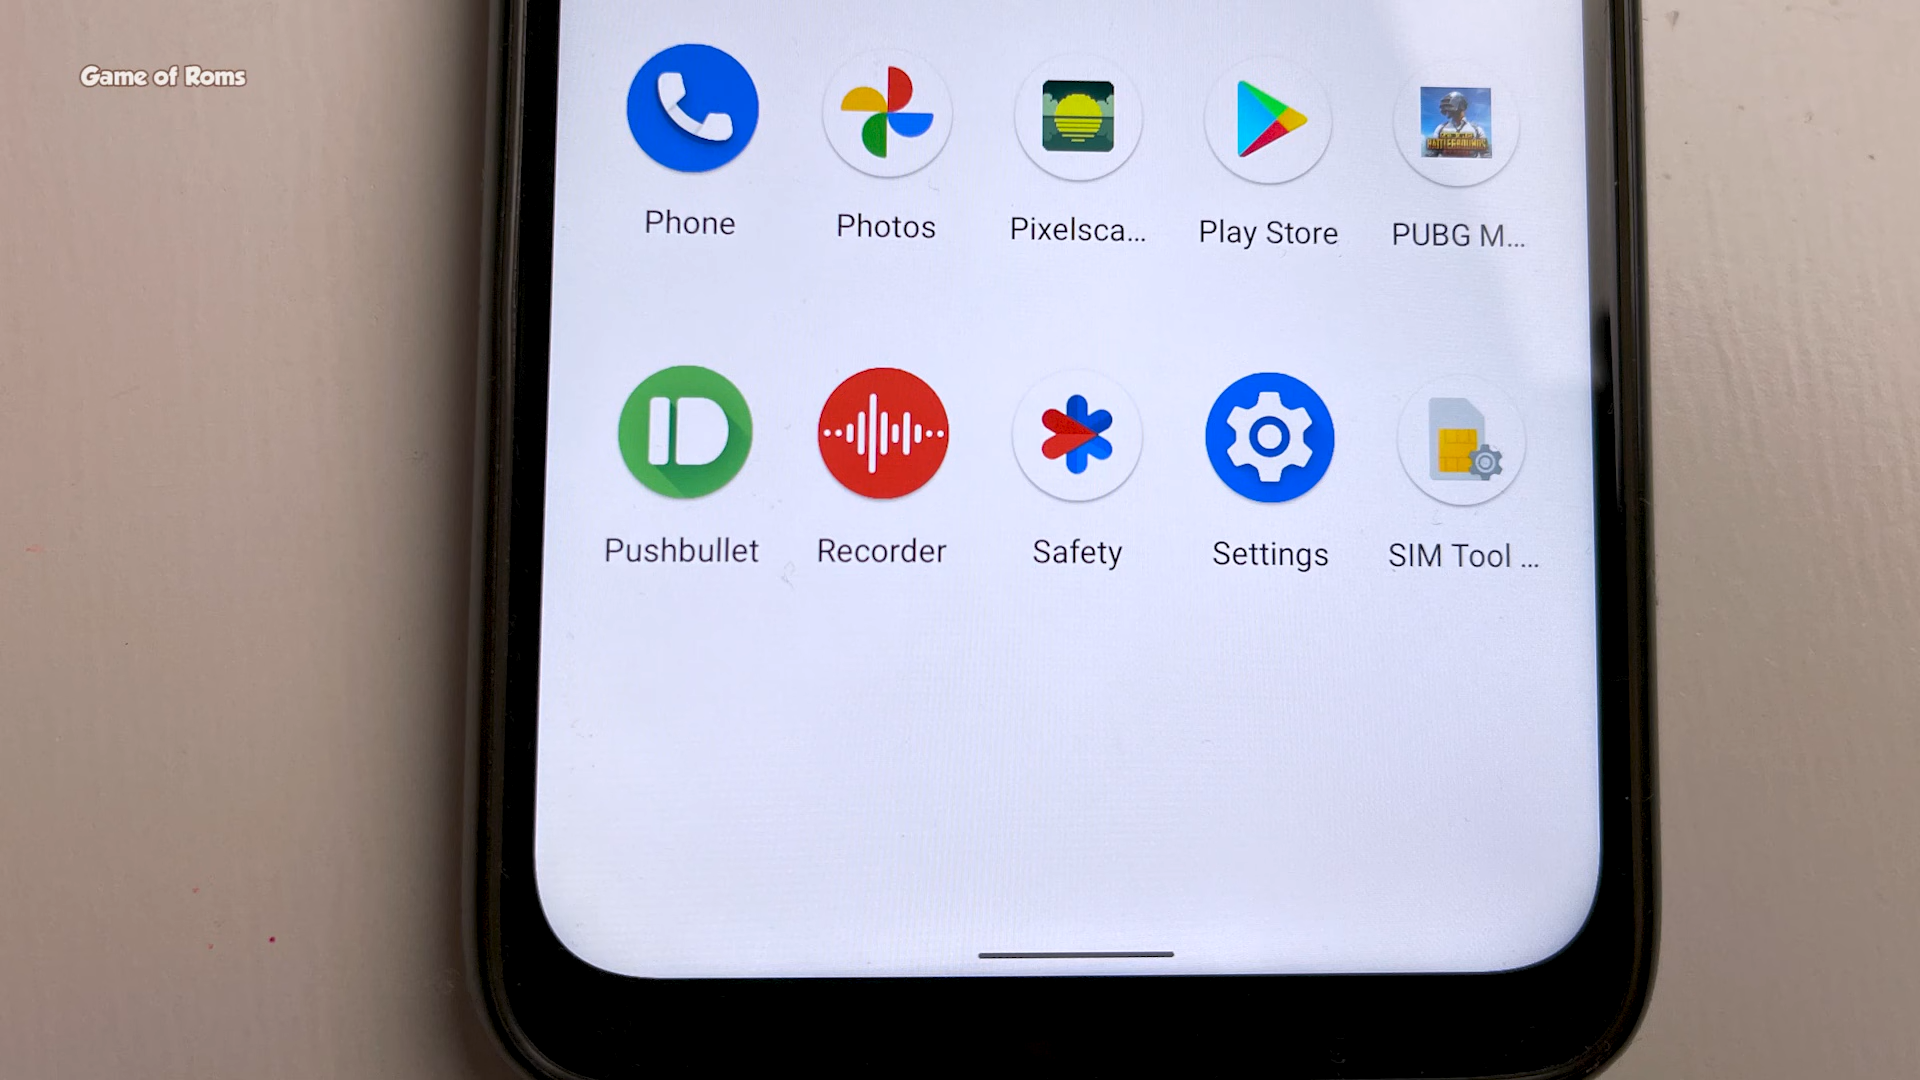 Game of Roms
Phone
Photos
Pixelsca...
Play Store
PUBG M...
Pushbullet
Recorder
Safety
Settings
SIM Tool ...